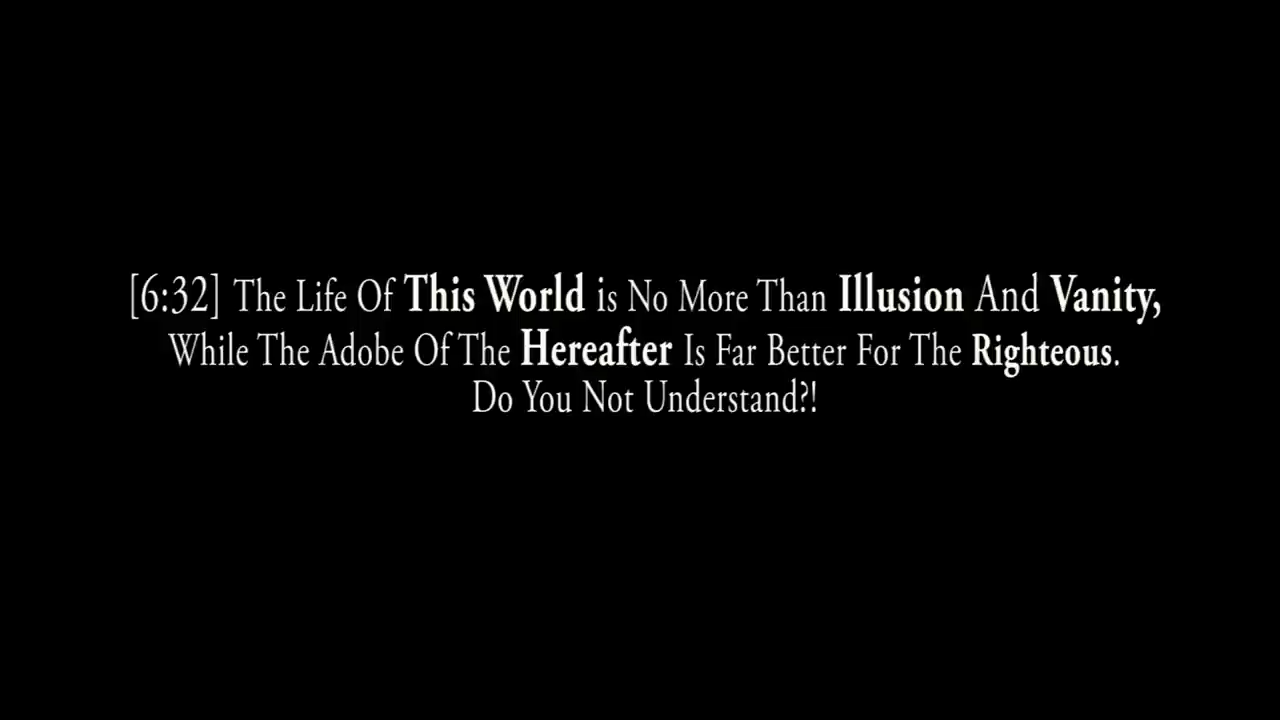 [6:32] The Life Of This World is No More Than Illusion And Vanity,
While The Adobe Of The Hereafter Is Far Better For The Righteous.
Do You Not Understand?!